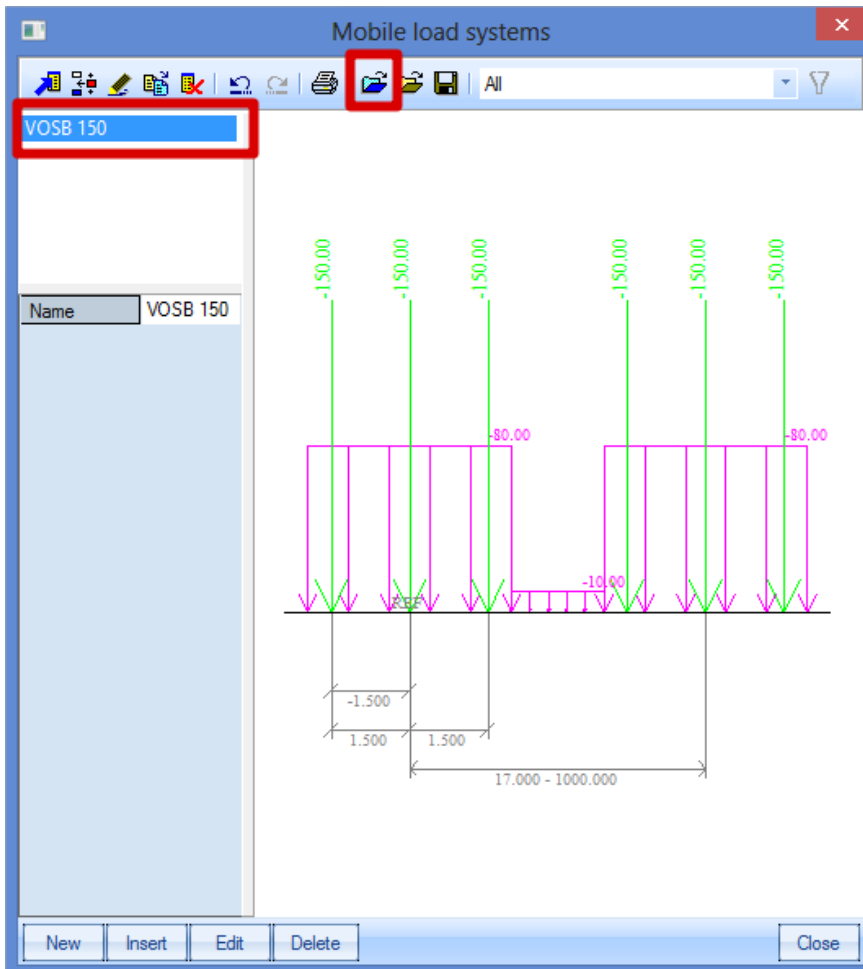 Mobile load systems
All
VOSB 150
Name VOSB 150
-150.00 -150.00 -150.00 -150.00 -150.00 -150.00
-80.00 -80.00
-10.00
REF
-1.500
1.500 1.500
17.000 - 1000.000
New Insert Edit Delete Close